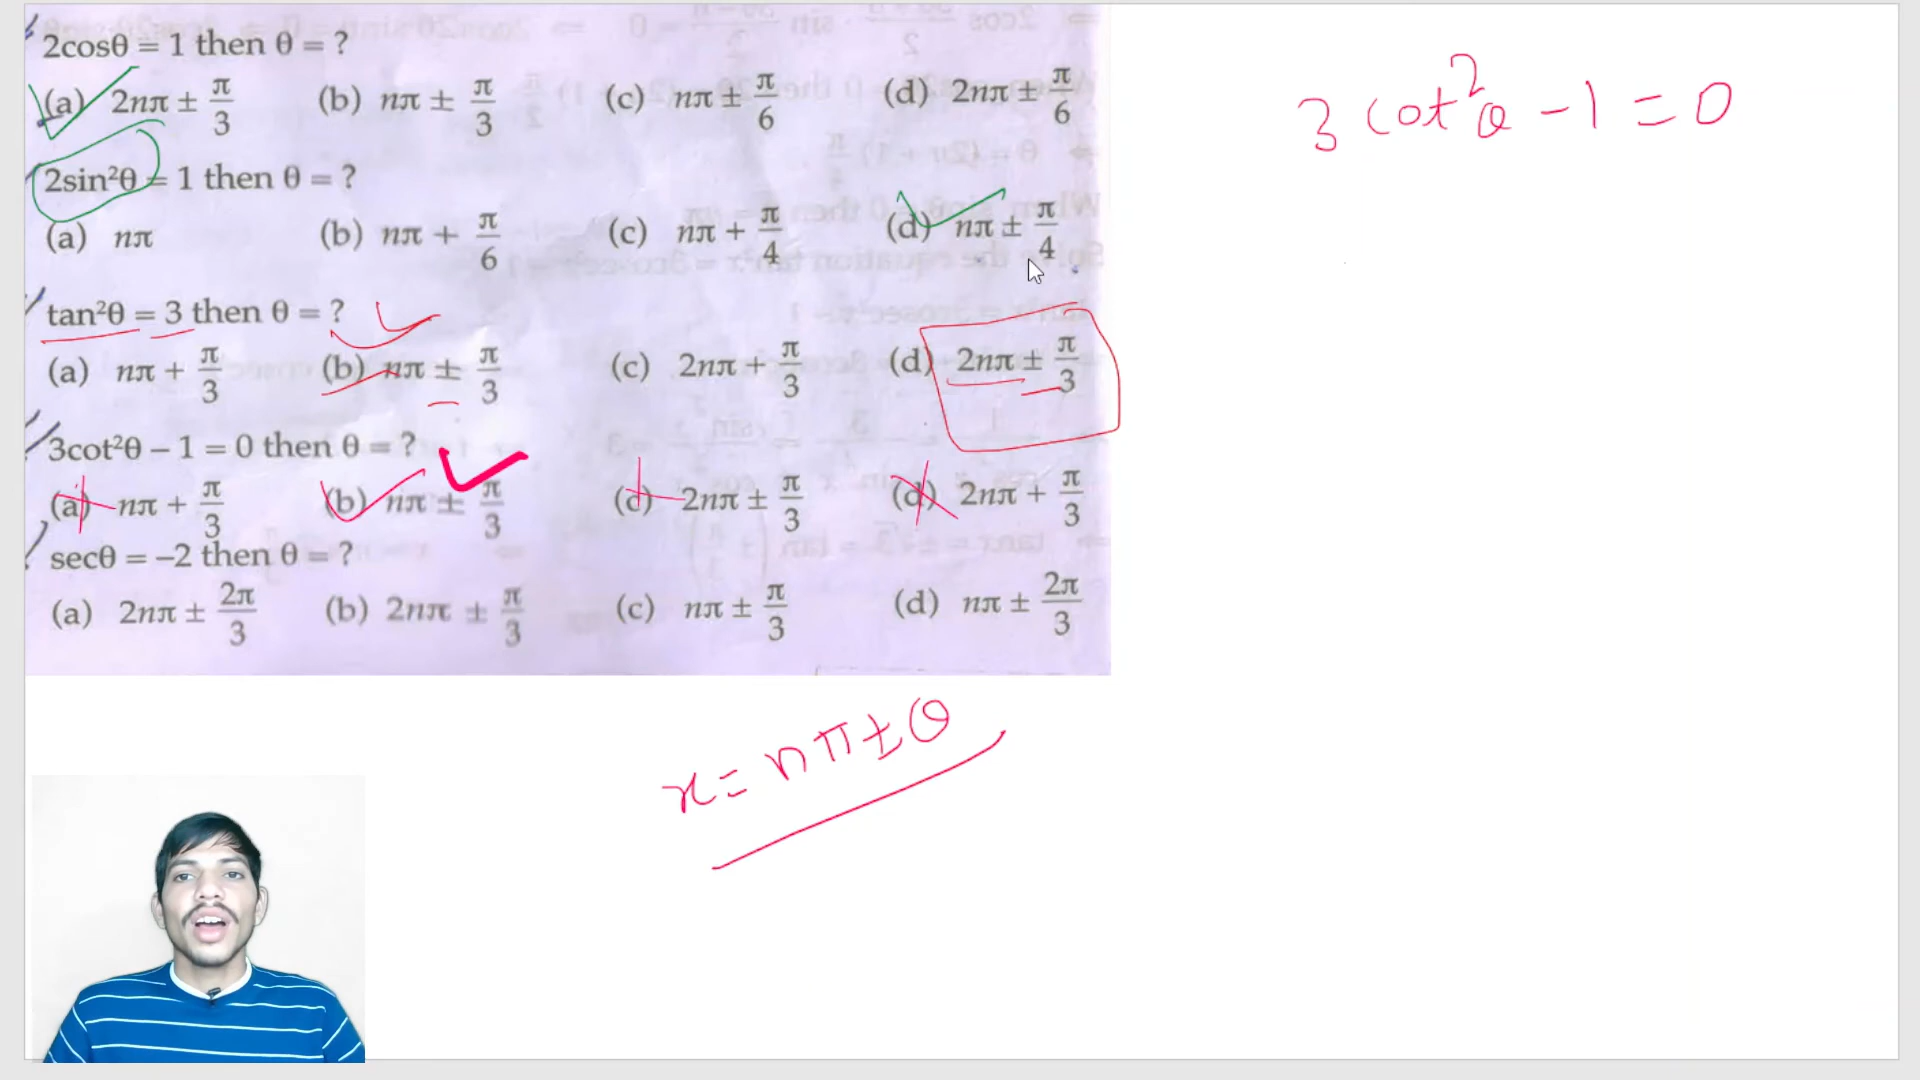 2cosθ = 1 then θ = ?
(a) 2nπ ± π/3 (b) nπ ± π/3 (c) nπ ± π/6 (d) 2nπ ± π/6
2sin²θ = 1 then θ = ?
(a) nπ (b) nπ + π/6 (c) nπ + π/4 (d) nπ ± π/4
tan²θ = 3 then θ = ?
(a) nπ + π/3 (b) nπ ± π/3 (c) 2nπ + π/3 (d) 2nπ ± π/3
3cot²θ – 1 = 0 then θ = ?
(a) nπ + π/3 (b) nπ ± π/3 (c) 2nπ ± π/3 (d) 2nπ + π/3
secθ = –2 then θ = ?
(a) 2nπ ± 2π/3 (b) 2nπ ± π/3 (c) nπ ± π/3 (d) nπ ± 2π/3
3 cot²θ - 1 = 0
x = nπ ± θ